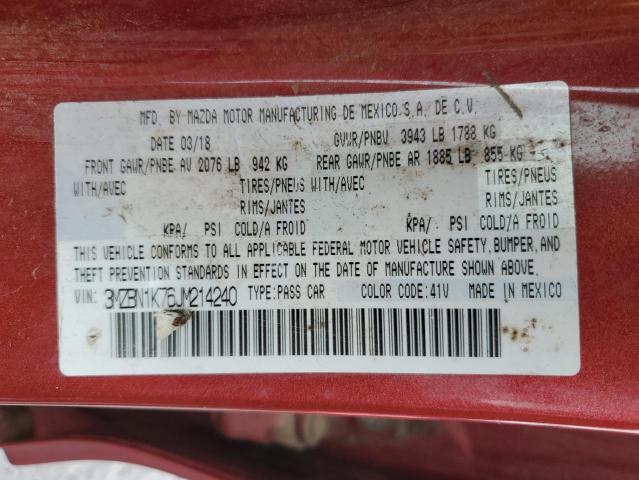 MFD. BY MAZDA MOTOR MANUFACTURING DE MEXICO S.A. DE C.V.
DATE 03/18 GVWR/PNBV 3943 LB 1788 KG
FRONT GAWR/PNBE AV 2076 LB 942 KG REAR GAWR/PNBE AR 1885 LB 855 KG
WITH/AVEC TIRES/PNEUS WITH/AVEC TIRES/PNEUS
RIMS/JANTES RIMS/JANTES
KPA/ PSI COLD/A FROID KPA/ PSI COLD/A FROID
THIS VEHICLE CONFORMS TO ALL APPLICABLE FEDERAL MOTOR VEHICLE SAFETY, BUMPER, AND
THEFT PREVENTION STANDARDS IN EFFECT ON THE DATE OF MANUFACTURE SHOWN ABOVE.
VIN: 3MZBN1K76JM214240 TYPE:PASS CAR COLOR CODE:41V MADE IN MEXICO